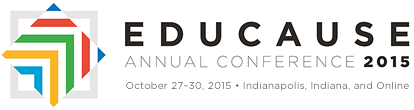 EDUCAUSE
ANNUAL CONFERENCE 2015
October 27–30, 2015 • Indianapolis, Indiana, and Online